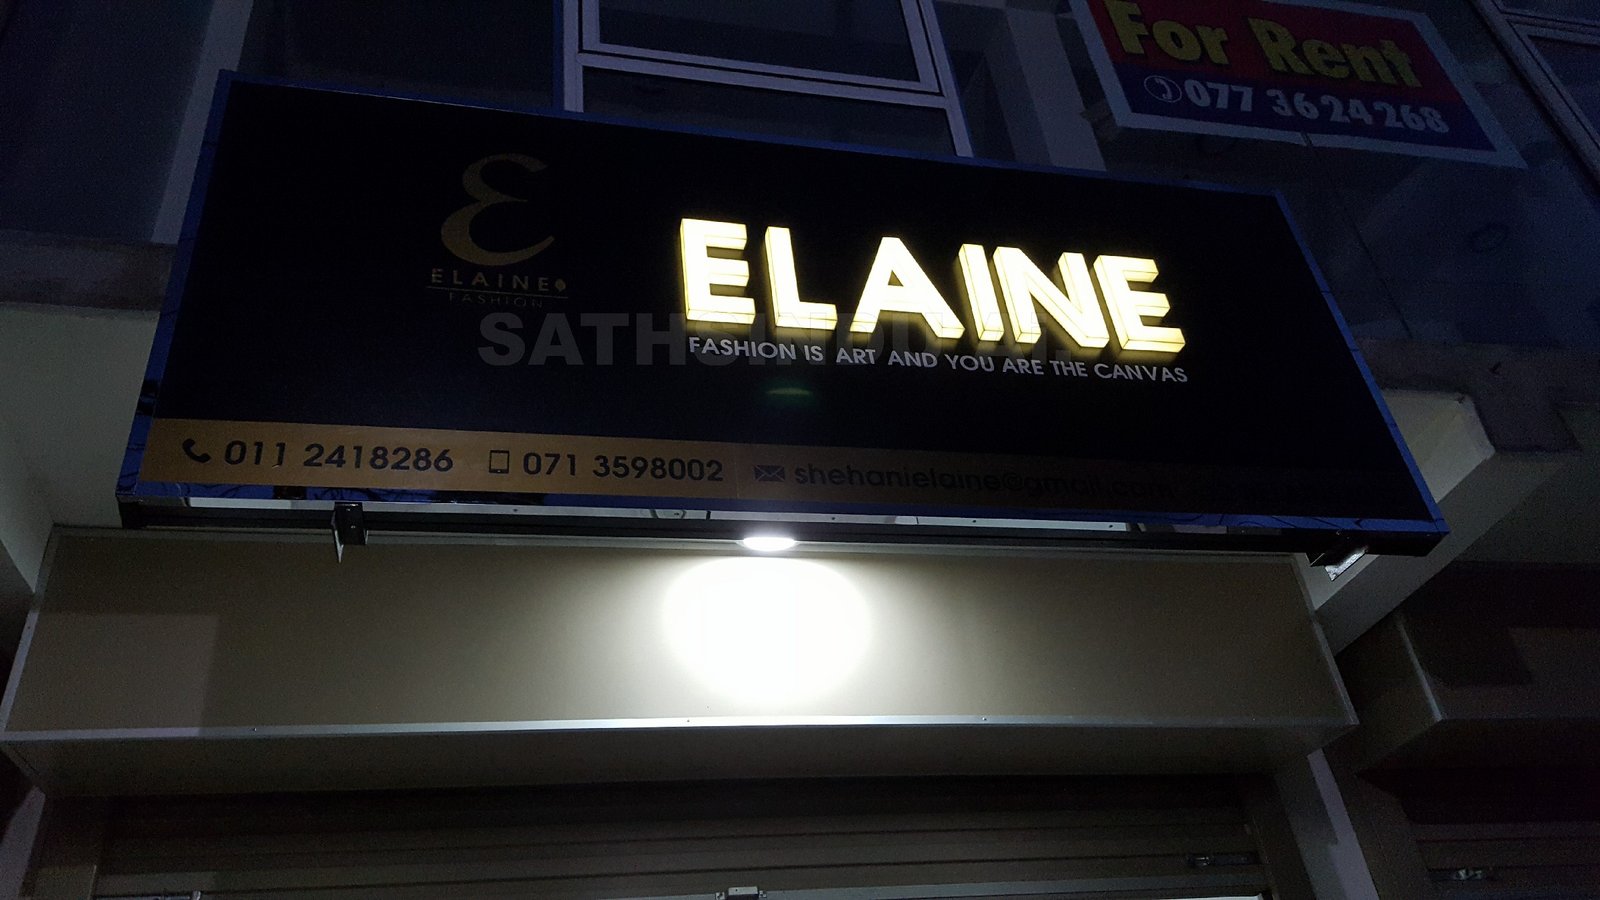 For Rent
077 3624268
ε
ELAINE
FASHION
ELAINE
FASHION IS ART AND YOU ARE THE CANVAS
011 2418286 071 3598002 shehanielaine@gmail.com